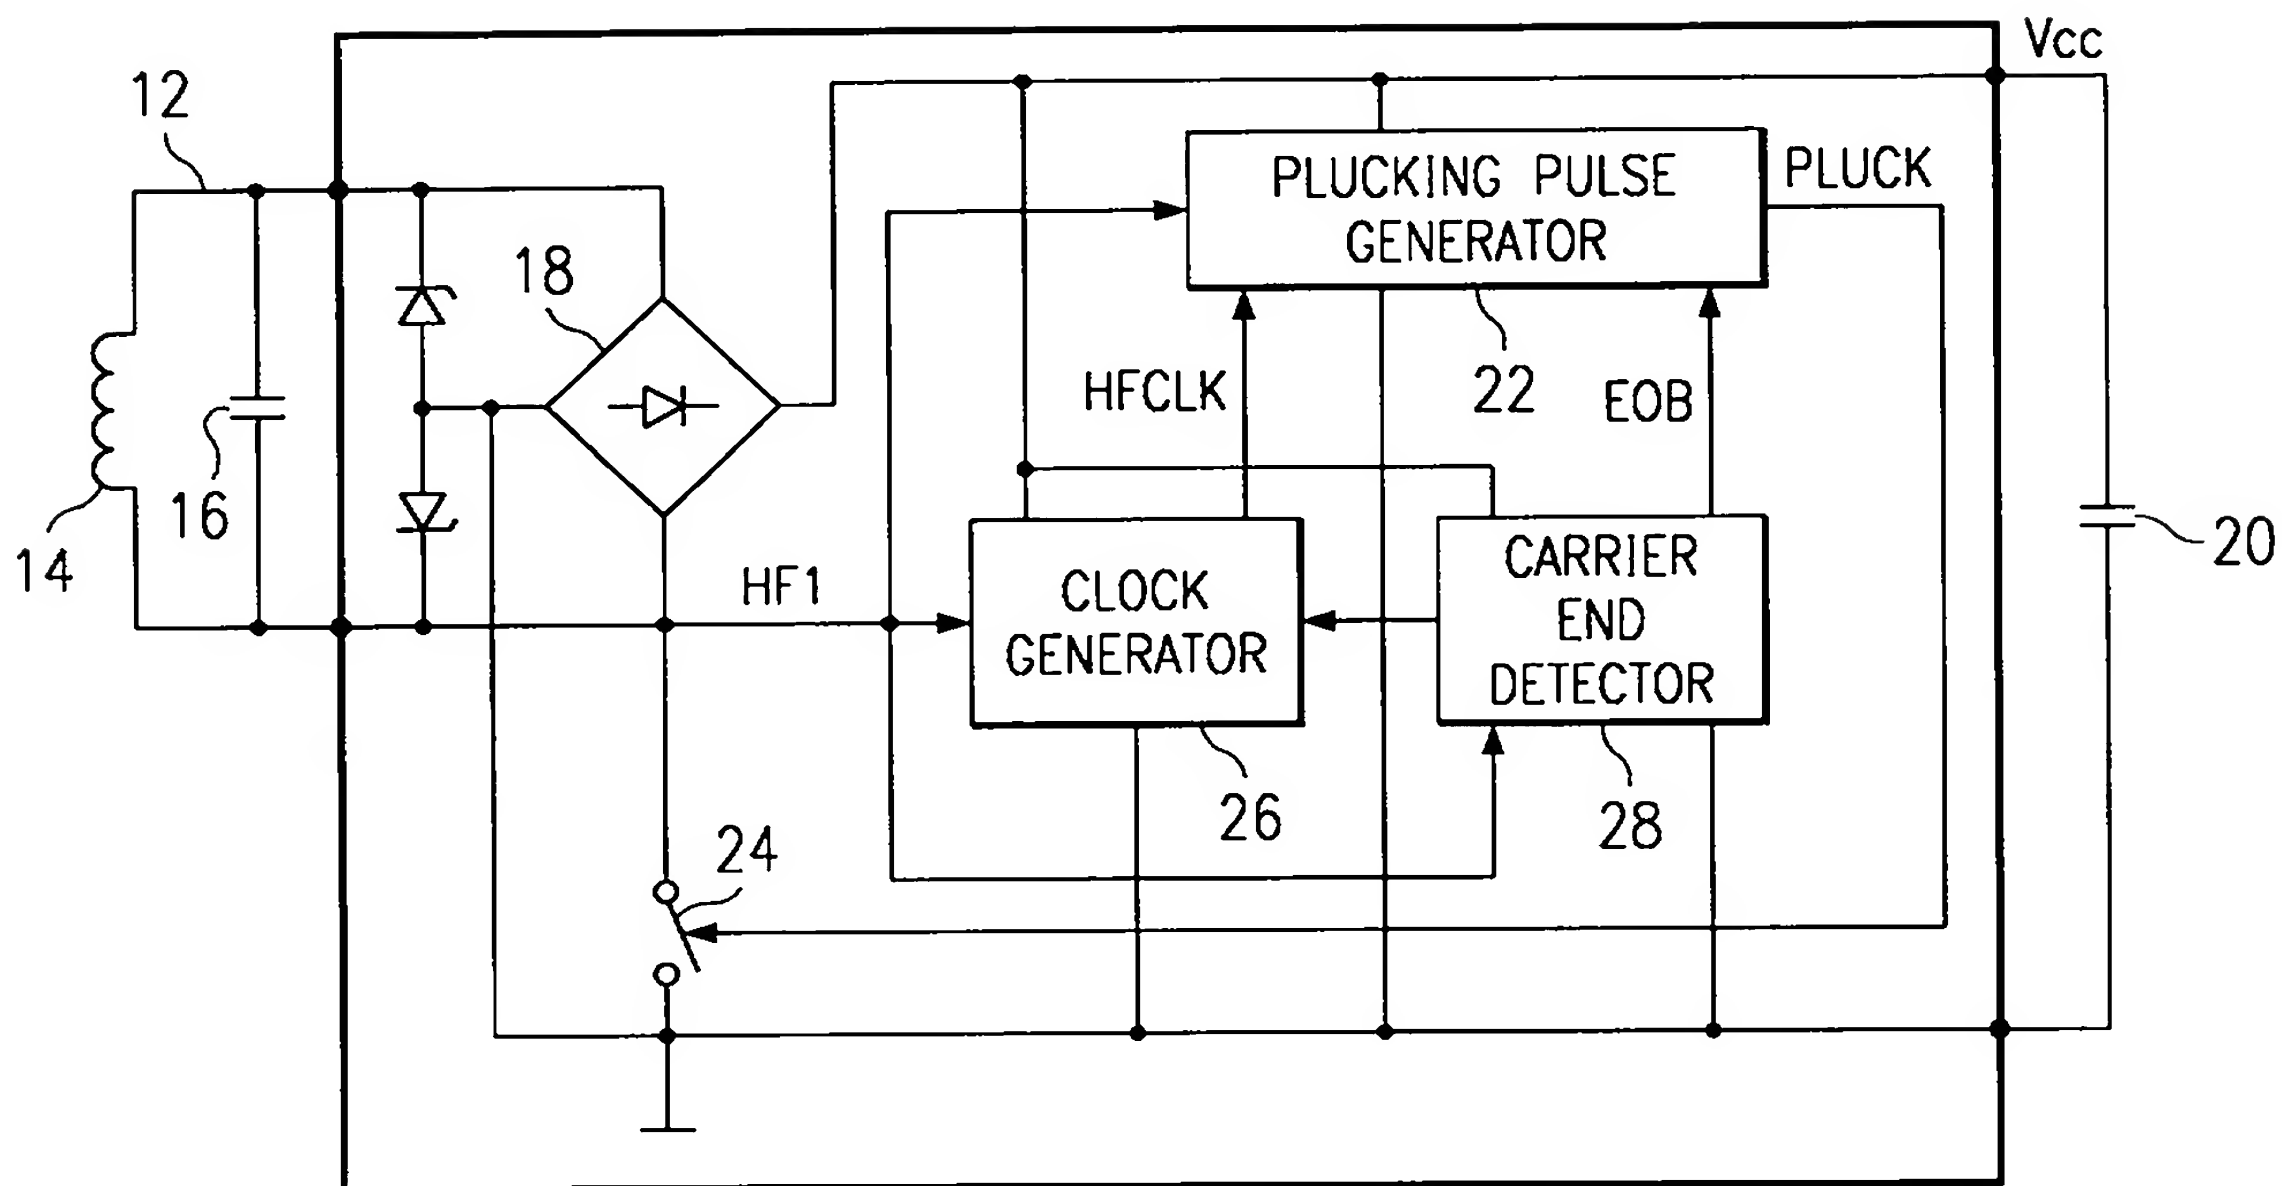 Vcc
12
PLUCKING PULSE
GENERATOR
PLUCK
18
HFCLK
22
EOB
16
14
HF1
CLOCK
GENERATOR
CARRIER
END
DETECTOR
20
26
28
24